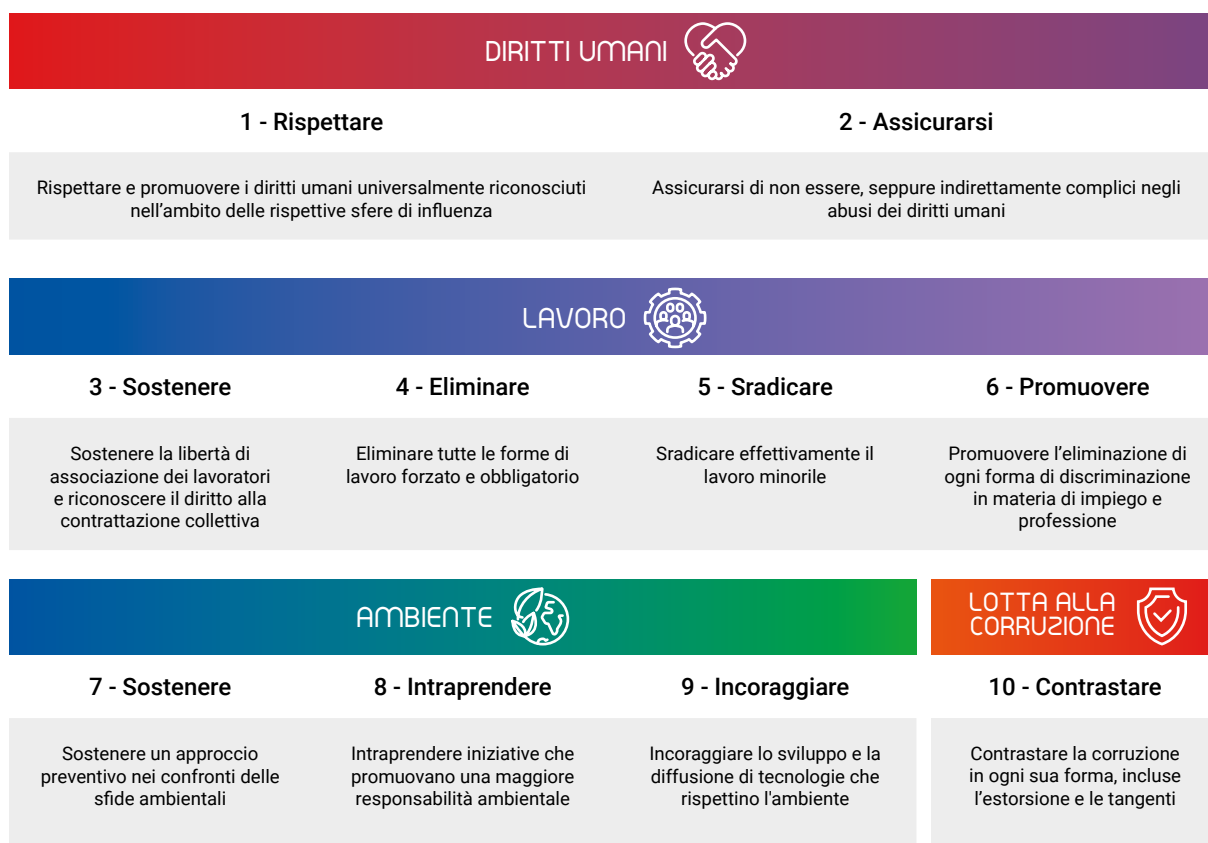 DIRITTI UMANI
1 - Rispettare
2 - Assicurarsi
Rispettare e promuovere i diritti umani universalmente riconosciuti
nell'ambito delle rispettive sfere di influenza
Assicurarsi di non essere, seppure indirettamente complici negli
abusi dei diritti umani
LAVORO
3 - Sostenere
4 - Eliminare
5 - Sradicare
6 - Promuovere
Sostenere la libertà di
associazione dei lavoratori
e riconoscere il diritto alla
contrattazione collettiva
Eliminare tutte le forme di
lavoro forzato e obbligatorio
Sradicare effettivamente il
lavoro minorile
Promuovere l'eliminazione di
ogni forma di discriminazione
in materia di impiego e
professione
AMBIENTE
LOTTA ALLA
CORRUZIONE
7 - Sostenere
8 - Intraprendere
9 - Incoraggiare
10 - Contrastare
Sostenere un approccio
preventivo nei confronti delle
sfide ambientali
Intraprendere iniziative che
promuovano una maggiore
responsabilità ambientale
Incoraggiare lo sviluppo e la
diffusione di tecnologie che
rispettino l'ambiente
Contrastare la corruzione
in ogni sua forma, incluse
l'estorsione e le tangenti